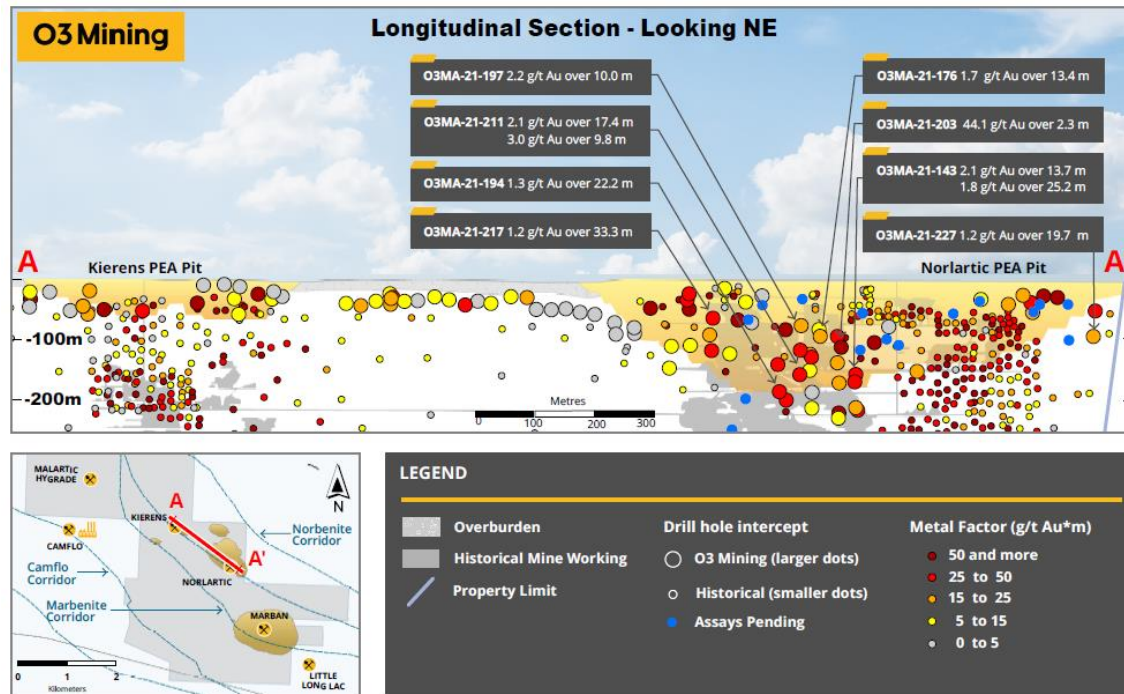 O3 Mining
Longitudinal Section - Looking NE
O3MA-21-197 2.2 g/t Au over 10.0 m
O3MA-21-211 2.1 g/t Au over 17.4 m
3.0 g/t Au over 9.8 m
O3MA-21-194 1.3 g/t Au over 22.2 m
O3MA-21-217 1.2 g/t Au over 33.3 m
O3MA-21-176 1.7 g/t Au over 13.4 m
O3MA-21-203 44.1 g/t Au over 2.3 m
O3MA-21-143 2.1 g/t Au over 13.7 m
1.8 g/t Au over 25.2 m
O3MA-21-227 1.2 g/t Au over 19.7 m
A
Kierens PEA Pit
Norlartic PEA Pit
A
-100m
-200m
Metres
0 100 200 300
MALARTIC
HYGRADE
A
N
KIERENS
Norbenite
Corridor
CAMFLO
Camflo
Corridor
A'
NORLARTIC
Marbenite
Corridor
MARBAN
LITTLE
LONG LAC
0 1 2
Kilometers
LEGEND
Overburden
Historical Mine Working
Property Limit
Drill hole intercept
O3 Mining (larger dots)
Historical (smaller dots)
Assays Pending
Metal Factor (g/t Au*m)
50 and more
25 to 50
15 to 25
5 to 15
0 to 5